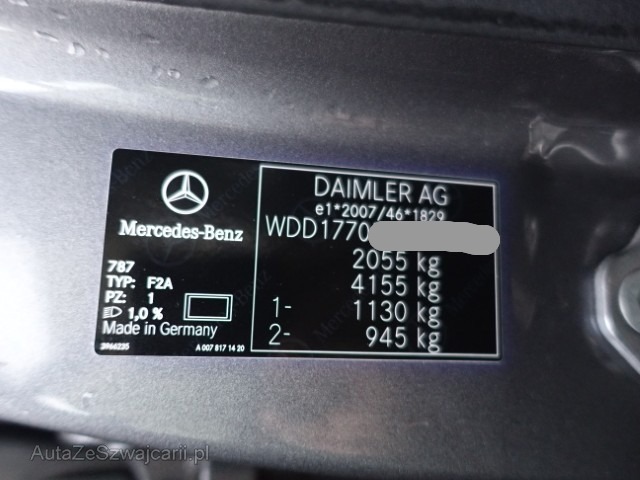 Mercedes-Benz
787
TYP: F2A
PZ: 1
1,0 %
Made in Germany
3966235
A 007 817 14 20
DAIMLER AG
e1*2007/46*1829
WDD1770
2055 kg
4155 kg
1- 1130 kg
2- 945 kg
AutaZeSzwajcarii.pl